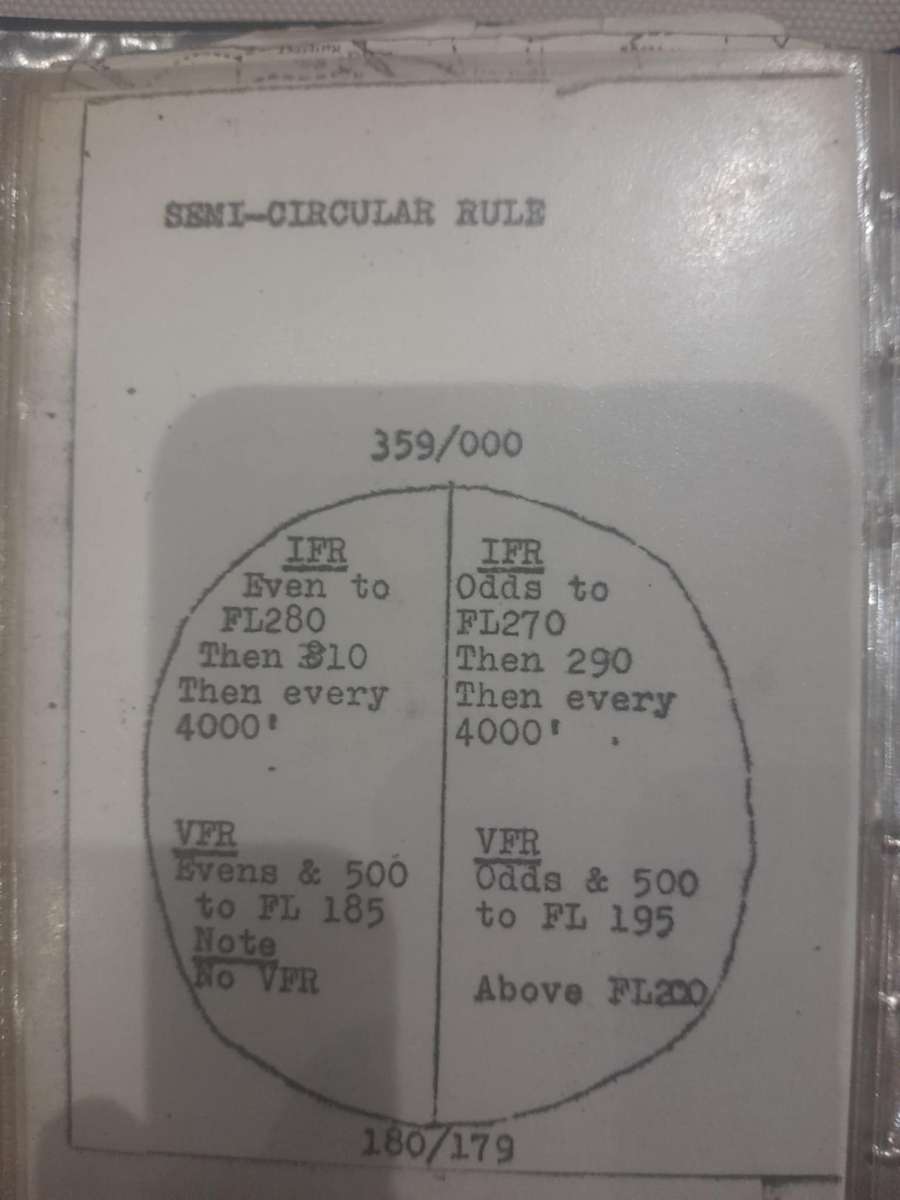 SEMI-CIRCULAR RULE
359/000
IFR
Even to
FL280
Then 310
Then every
4000'
VFR
Evens & 500
to FL 185
Note
No VFR
IFR
Odds to
FL270
Then 290
Then every
4000' .
VFR
Odds & 500
to FL 195
Above FL200
180/179